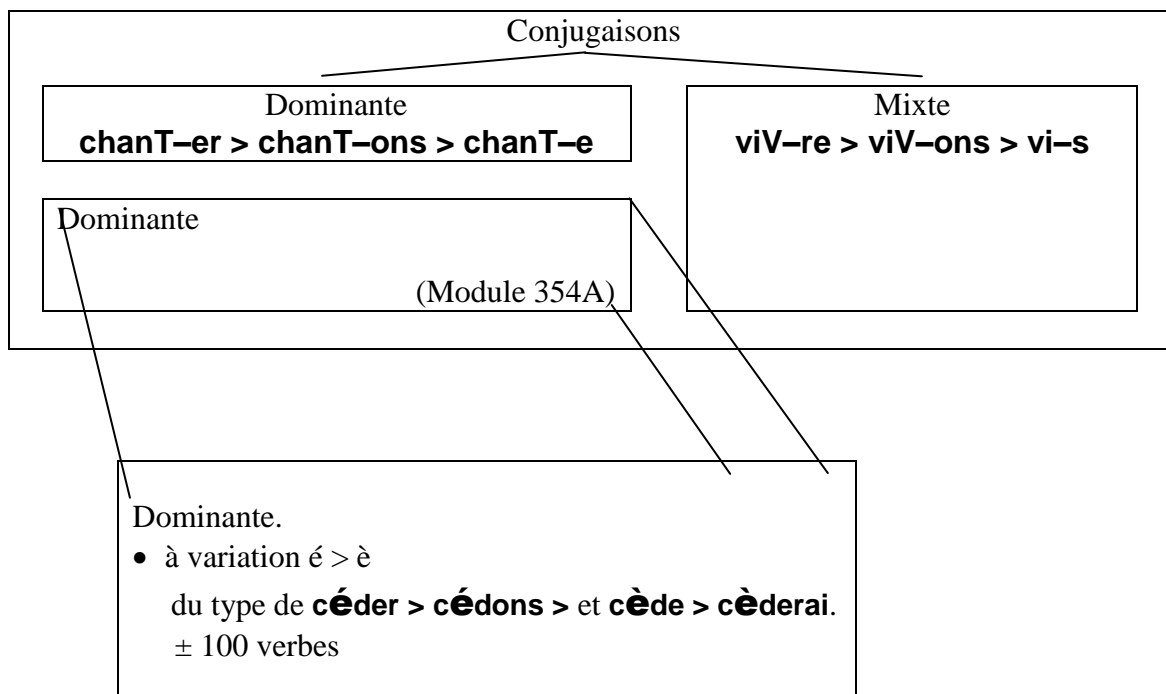 Conjugaisons
Dominante
chanT–er > chanT–ons > chanT–e
Mixte
viV–re > viV–ons > vi–s
Dominante
(Module 354A)
Dominante.
• à variation é > è
du type de céder > cédons > et cède > cèderai.
± 100 verbes